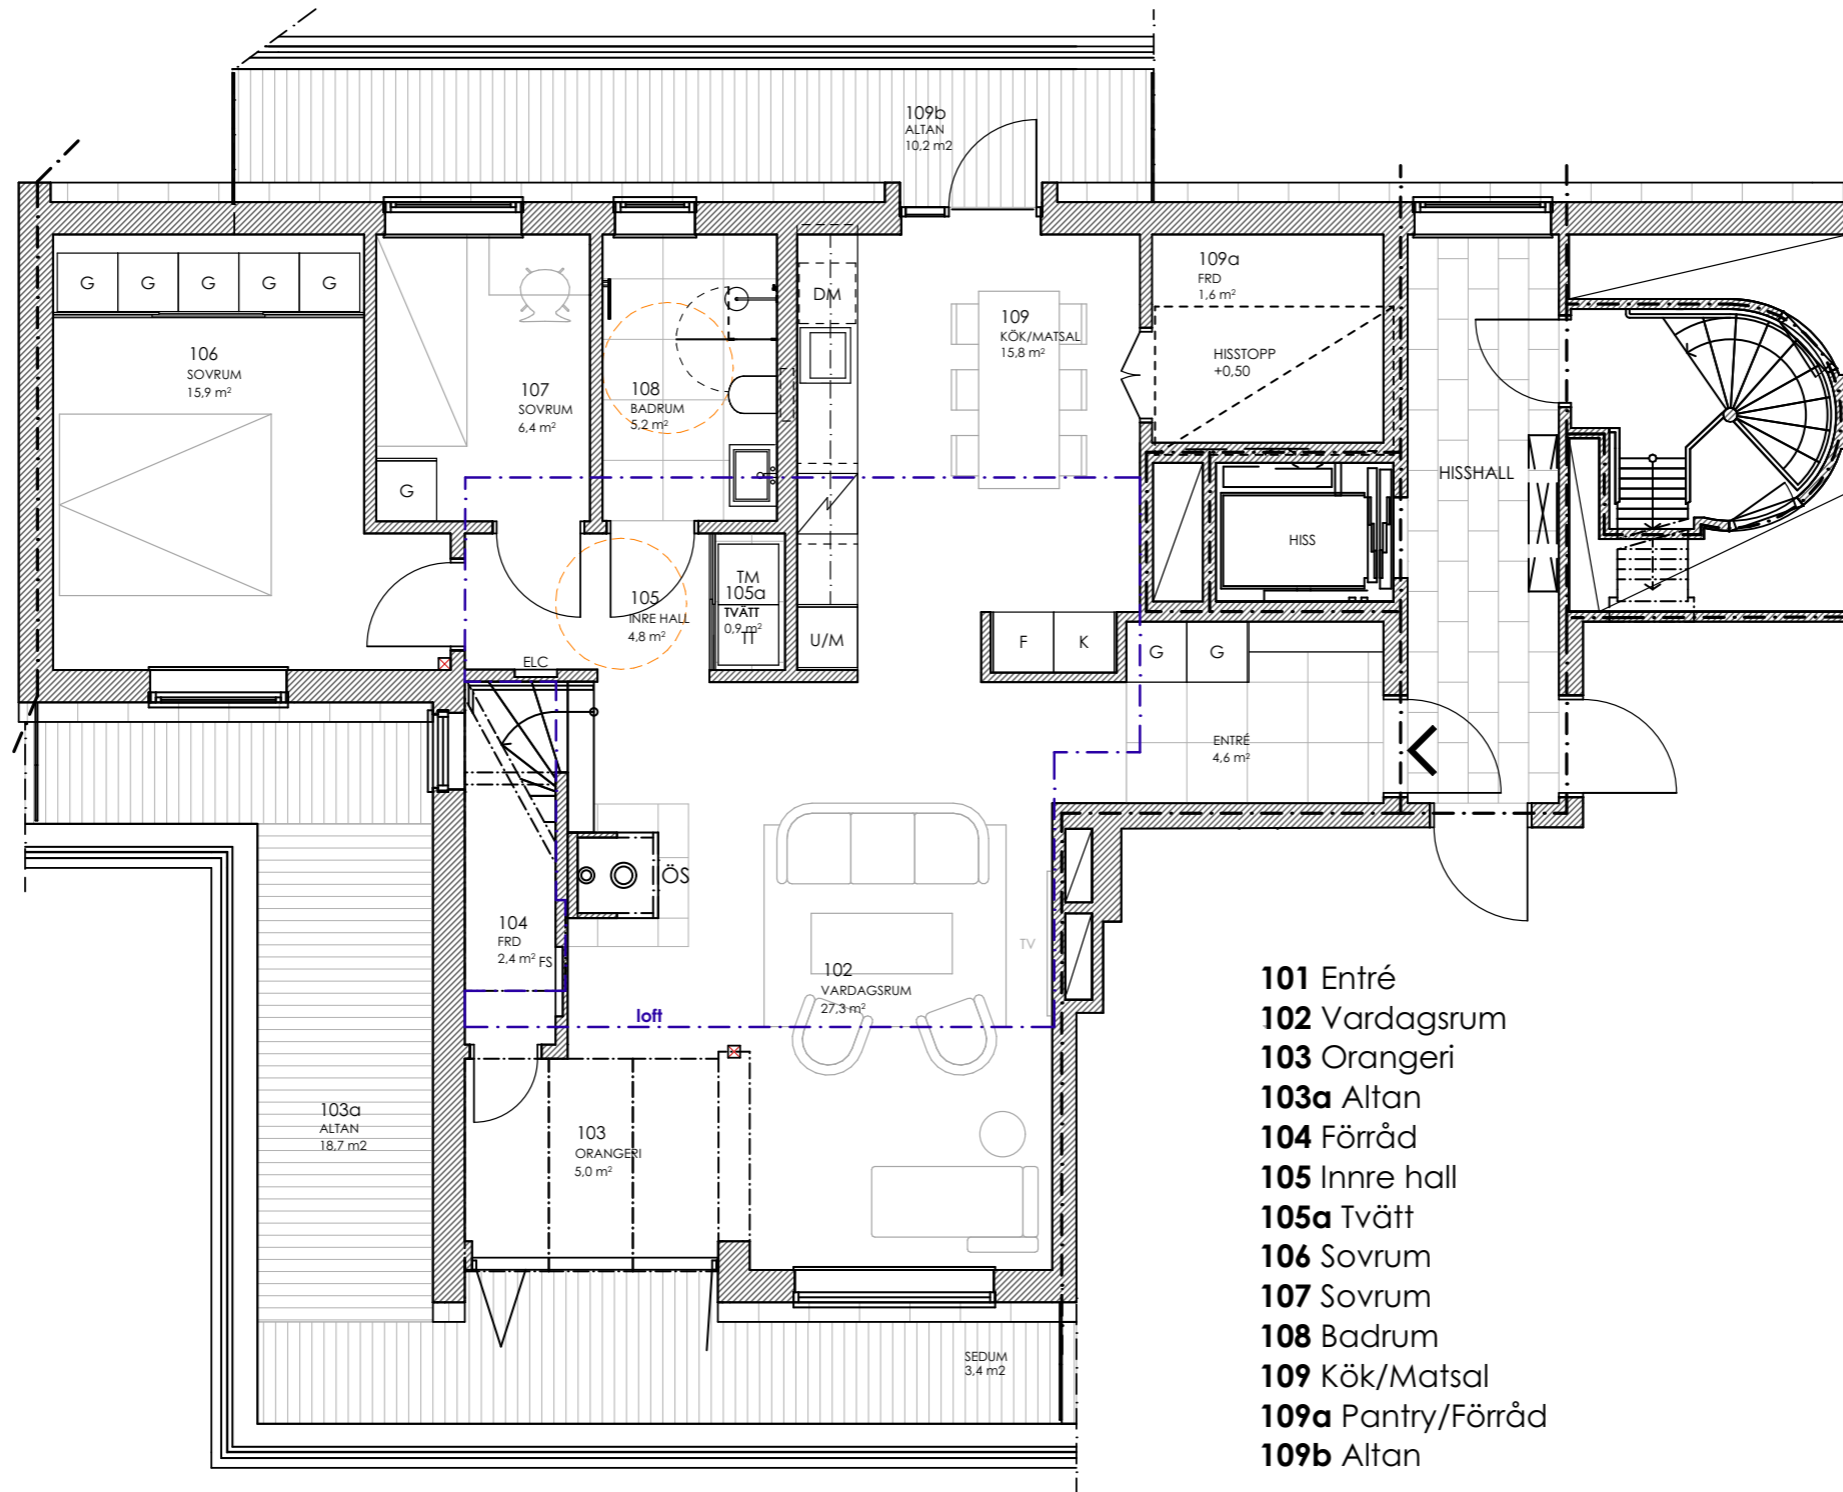 109b
ALTAN
10,2 m2
G G G G G
106
SOVRUM
15,9 m²
107
SOVRUM
6,4 m²
G
108
BADRUM
5,2 m²
DM
109
KÖK/MATSAL
15,8 m²
109a
FRD
1,6 m²
HISSTOPP
+0,50
HISSHALL
HISS
105
INRE HALL
4,8 m²
TM
105a
TVÄTT
0,9 m²
TT
U/M
F K
G G
ELC
ENTRÉ
4,6 m²
ÖS
104
FRD
2,4 m²
FS
TV
102
VARDAGSRUM
27,3 m²
loft
103a
ALTAN
18,7 m2
103
ORANGERI
5,0 m²
SEDUM
3,4 m2
101 Entré
102 Vardagsrum
103 Orangeri
103a Altan
104 Förråd
105 Innre hall
105a Tvätt
106 Sovrum
107 Sovrum
108 Badrum
109 Kök/Matsal
109a Pantry/Förråd
109b Altan